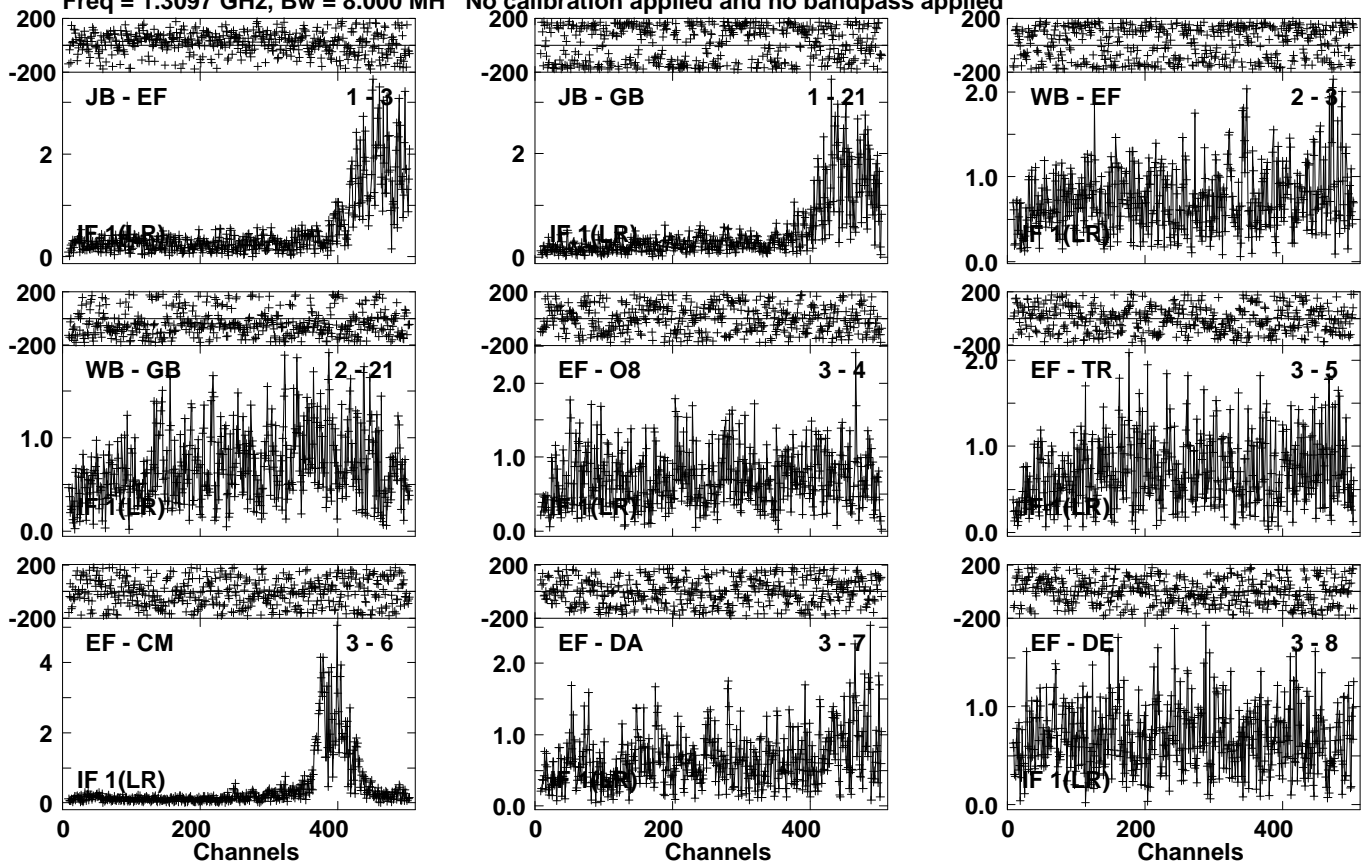 Freq = 1.3097 GHz, Bw = 8.000 MH No calibration applied and no bandpass applied
200
-200
JB - EF 1 - 3
2
IF 1(LR)
0
200
-200
JB - GB 1 - 21
2
IF 1(LR)
0
200
-200
2.0
WB - EF 2 - 3
1.0
IF 1(LR)
0.0
200
-200
WB - GB 2 - 21
1.0
IF 1(LR)
0.0
200
-200
EF - O8 3 - 4
2.0
1.0
IF 1(LR)
0.0
200
-200
2.0
EF - TR 3 - 5
1.0
IF 1(LR)
0.0
200
-200
EF - CM 3 - 6
4
2
IF 1(LR)
0
0 200 400
Channels
200
-200
EF - DA 3 - 7
2.0
1.0
IF 1(LR)
0.0
0 200 400
Channels
200
-200
EF - DE 3 - 8
1.0
IF 1(LR)
0.0
0 200 400
Channels